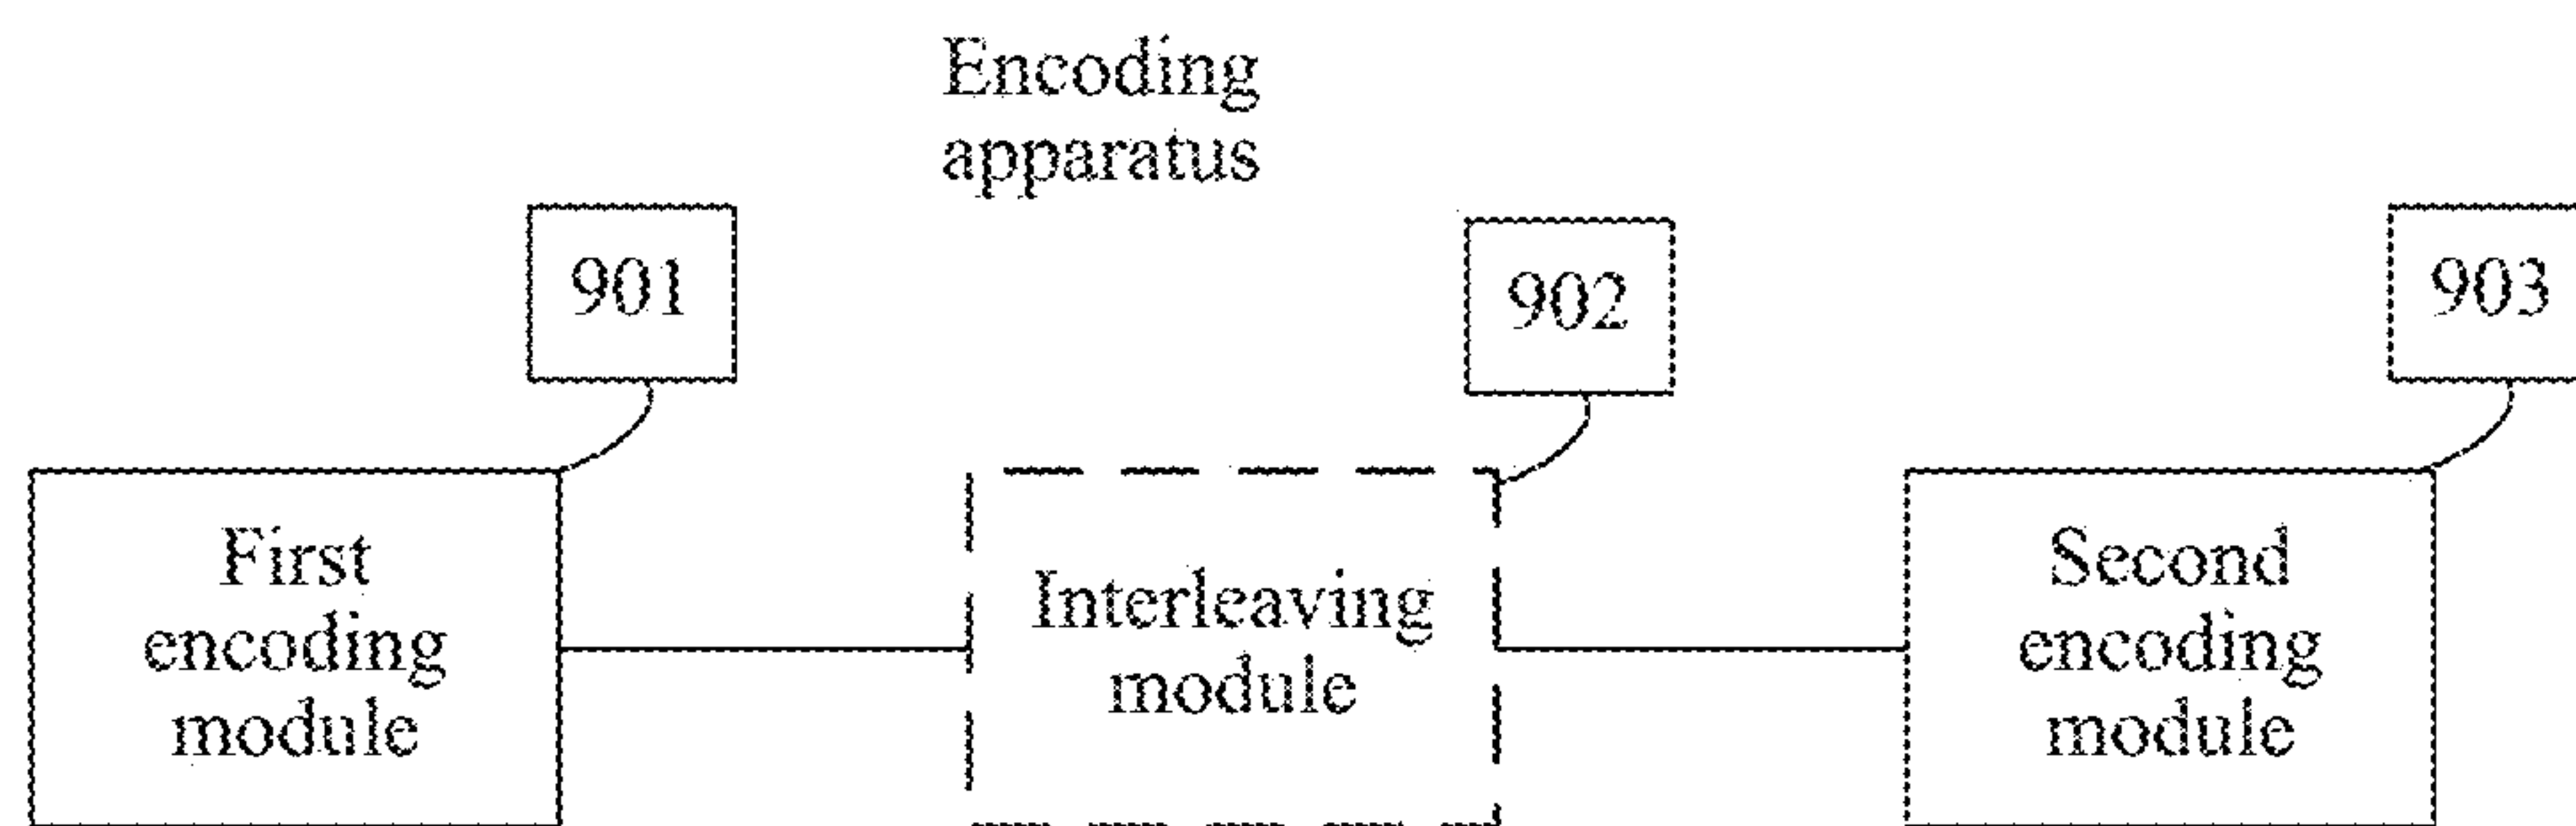 Encoding
apparatus
901
902
903
First
encoding
module
Interleaving
module
Second
encoding
module